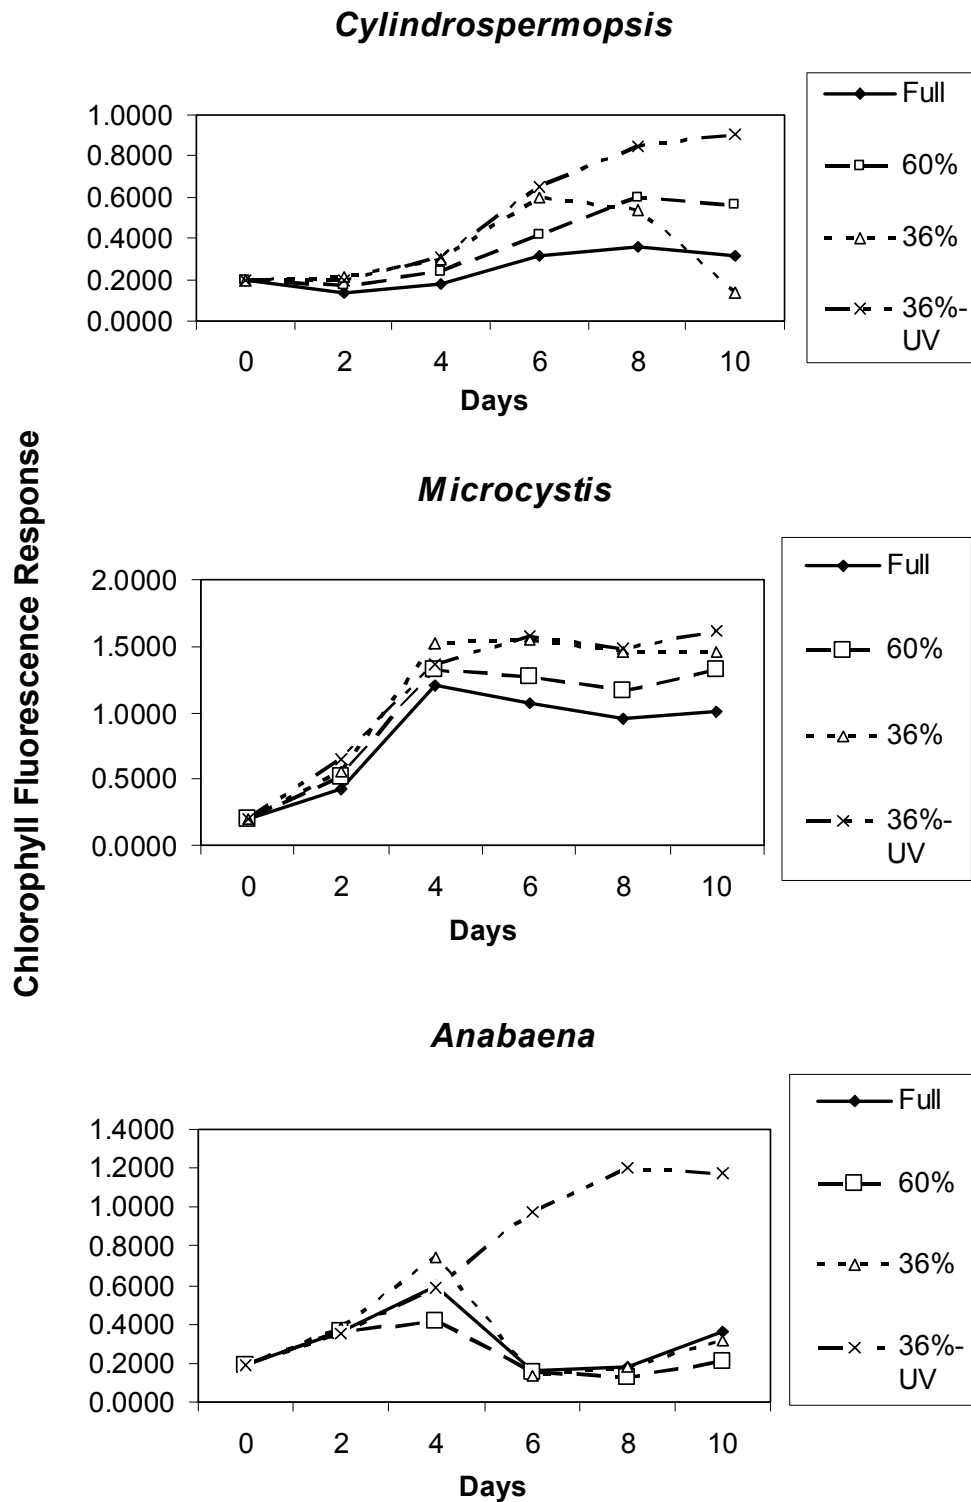 Cylindrospermopsis
1.0000
0.8000
0.6000
0.4000
0.2000
0.0000
0 2 4 6 8 10
Days
Full
60%
36%
36%-
UV
Chlorophyll Fluorescence Response
Microcystis
2.0000
1.5000
1.0000
0.5000
0.0000
0 2 4 6 8 10
Days
Full
60%
36%
36%-
UV
Anabaena
1.4000
1.2000
1.0000
0.8000
0.6000
0.4000
0.2000
0.0000
0 2 4 6 8 10
Days
Full
60%
36%
36%-
UV